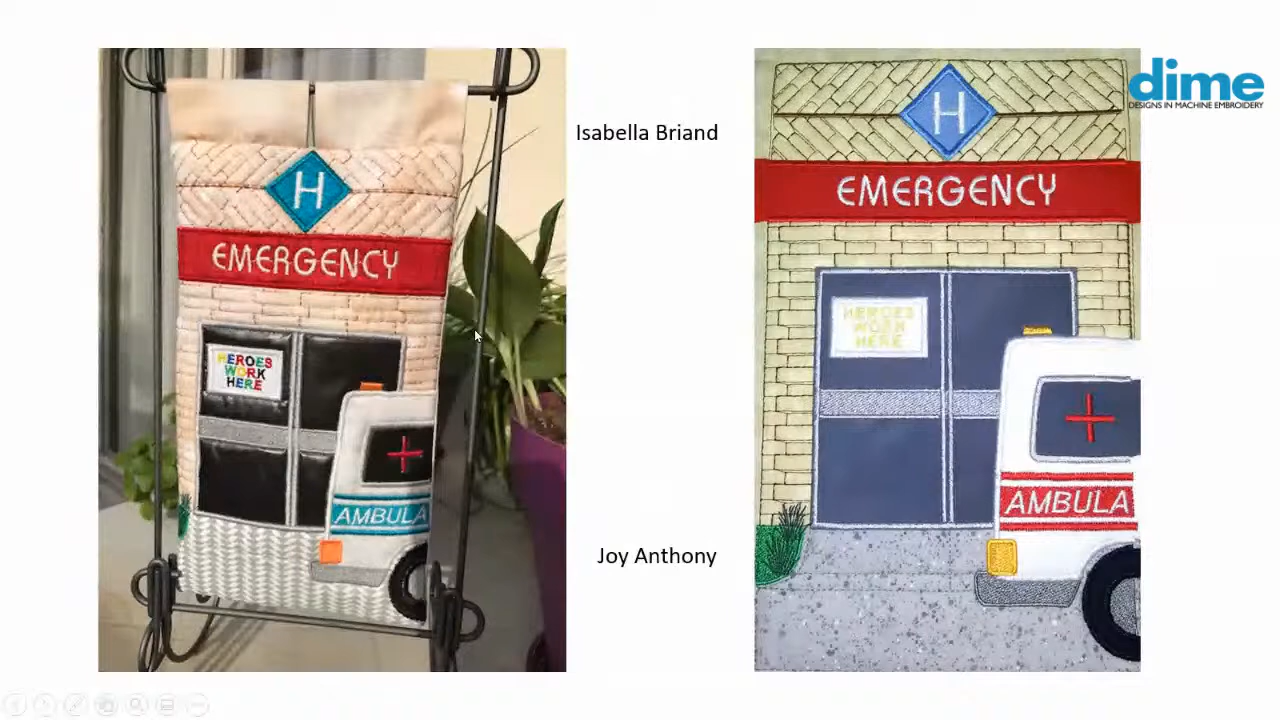 Isabella Briand
Joy Anthony
dime
DESIGNS IN MACHINE EMBROIDERY
H
EMERGENCY
HEROES
WORK
HERE
AMBULA
H
EMERGENCY
HEROES
WORK
HERE
AMBULA